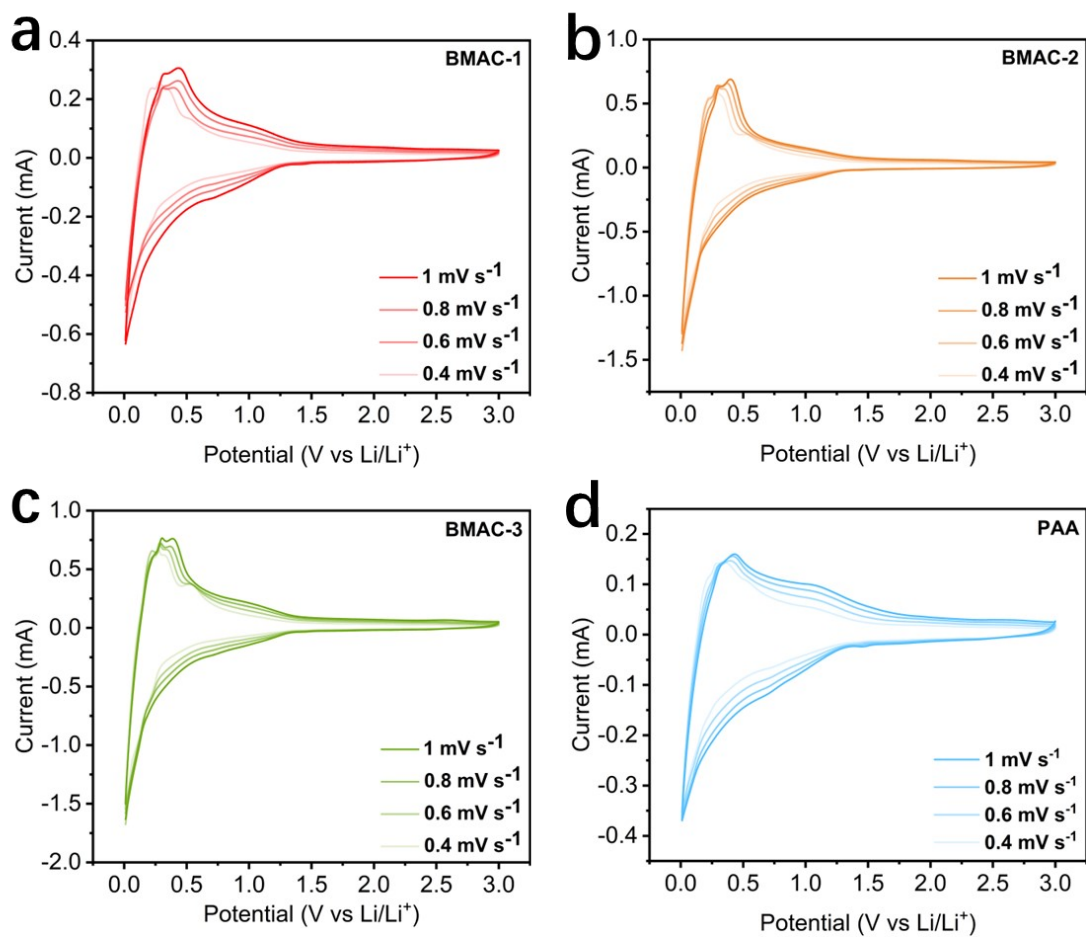 a
BMAC-1
0.4
0.2
0.0
-0.2
-0.4
-0.6
-0.8
Current (mA)
1 mV s⁻¹
0.8 mV s⁻¹
0.6 mV s⁻¹
0.4 mV s⁻¹
0.0 0.5 1.0 1.5 2.0 2.5 3.0
Potential (V vs Li/Li⁺)
b
BMAC-2
1.0
0.5
0.0
-0.5
-1.0
-1.5
Current (mA)
1 mV s⁻¹
0.8 mV s⁻¹
0.6 mV s⁻¹
0.4 mV s⁻¹
0.0 0.5 1.0 1.5 2.0 2.5 3.0
Potential (V vs Li/Li⁺)
c
BMAC-3
1.0
0.5
0.0
-0.5
-1.0
-1.5
-2.0
Current (mA)
1 mV s⁻¹
0.8 mV s⁻¹
0.6 mV s⁻¹
0.4 mV s⁻¹
0.0 0.5 1.0 1.5 2.0 2.5 3.0
Potential (V vs Li/Li⁺)
d
PAA
0.2
0.1
0.0
-0.1
-0.2
-0.3
-0.4
Current (mA)
1 mV s⁻¹
0.8 mV s⁻¹
0.6 mV s⁻¹
0.4 mV s⁻¹
0.0 0.5 1.0 1.5 2.0 2.5 3.0
Potential (V vs Li/Li⁺)